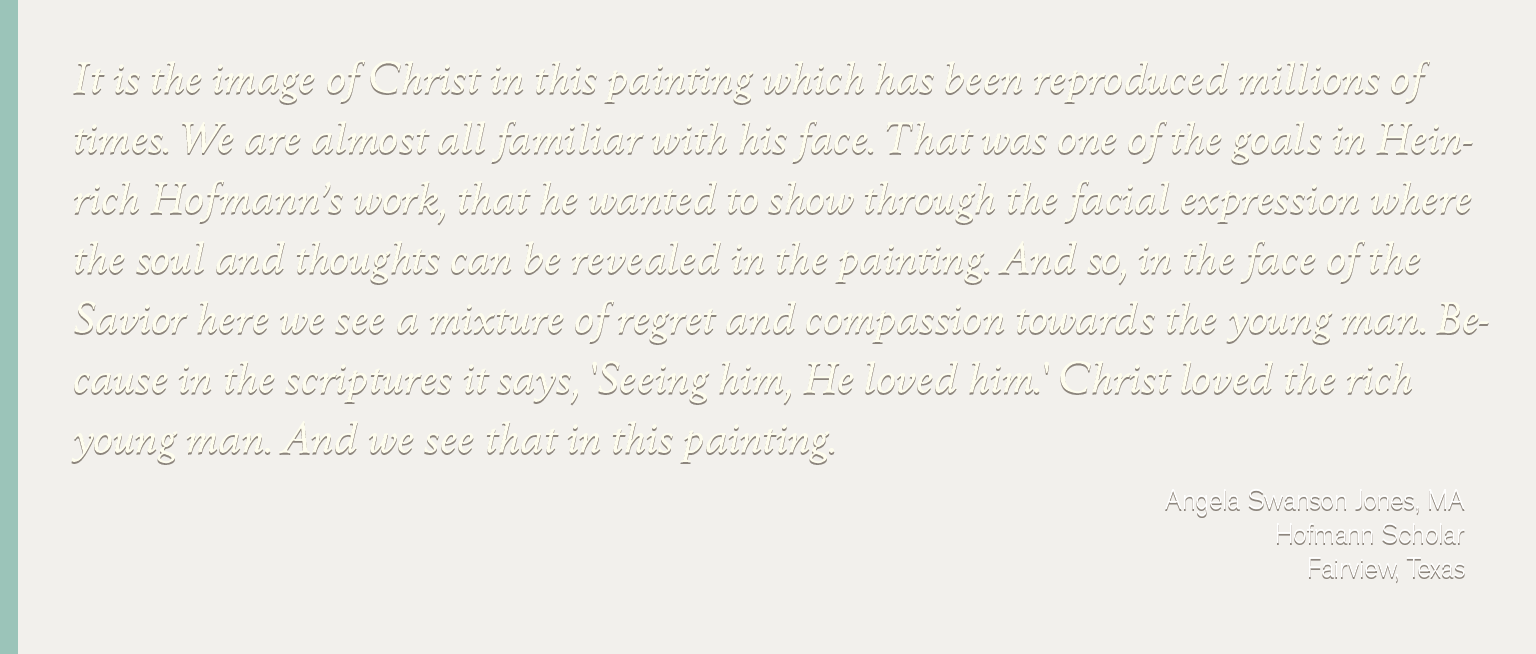 It is the image of Christ in this painting which has been reproduced millions of
times. We are almost all familiar with his face. That was one of the goals in Hein-
rich Hofmann’s work, that he wanted to show through the facial expression where
the soul and thoughts can be revealed in the painting. And so, in the face of the
Savior here we see a mixture of regret and compassion towards the young man. Be-
cause in the scriptures it says, 'Seeing him, He loved him.' Christ loved the rich
young man. And we see that in this painting.
Angela Swanson Jones, MA
Hofmann Scholar
Fairview, Texas